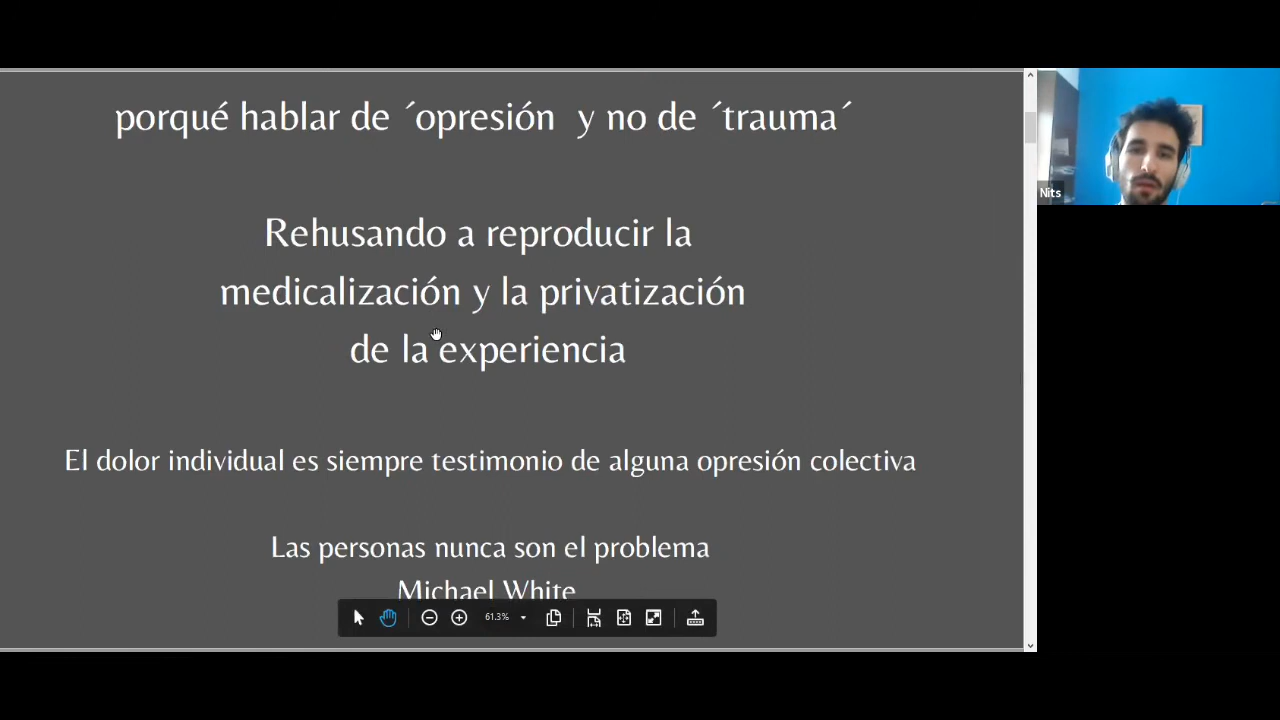 porqué hablar de ´opresión  y no de ´trauma´
Rehusando a reproducir la
medicalización y la privatización
de la experiencia
El dolor individual es siempre testimonio de alguna opresión colectiva
Las personas nunca son el problema
Michael White
61.3%
Nits